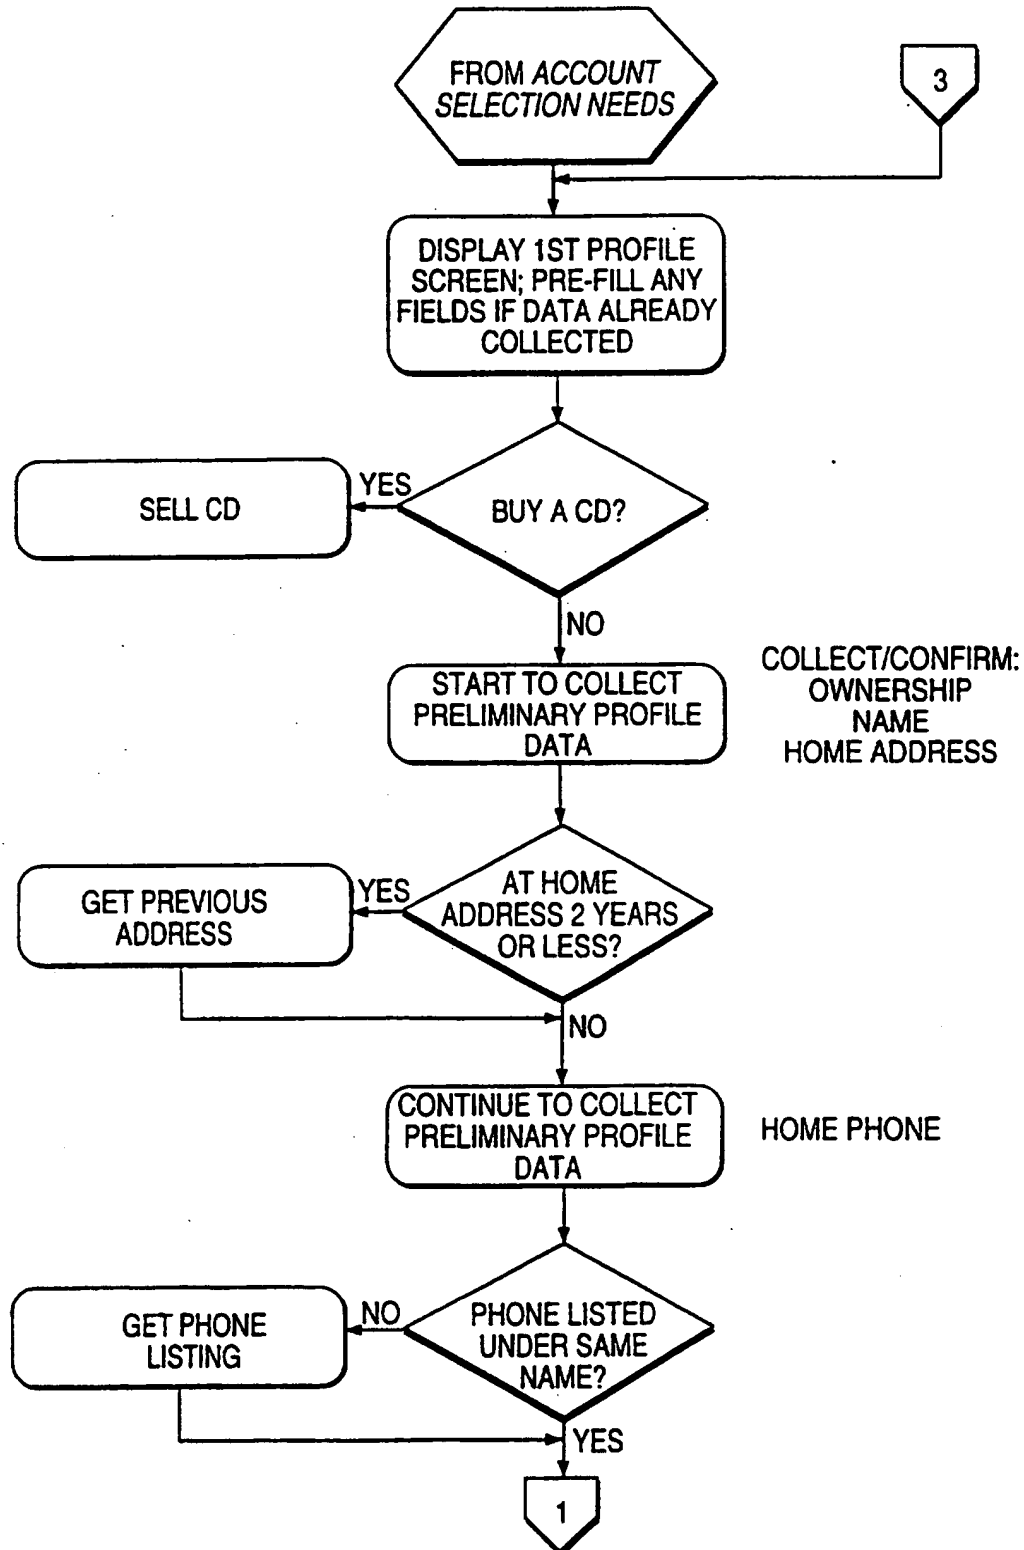 FROM ACCOUNT
SELECTION NEEDS
3
DISPLAY 1ST PROFILE
SCREEN; PRE-FILL ANY
FIELDS IF DATA ALREADY
COLLECTED
SELL CD
YES
BUY A CD?
NO
START TO COLLECT
PRELIMINARY PROFILE
DATA
COLLECT/CONFIRM:
OWNERSHIP
NAME
HOME ADDRESS
GET PREVIOUS
ADDRESS
YES
AT HOME
ADDRESS 2 YEARS
OR LESS?
NO
CONTINUE TO COLLECT
PRELIMINARY PROFILE
DATA
HOME PHONE
GET PHONE
LISTING
NO
PHONE LISTED
UNDER SAME
NAME?
YES
1